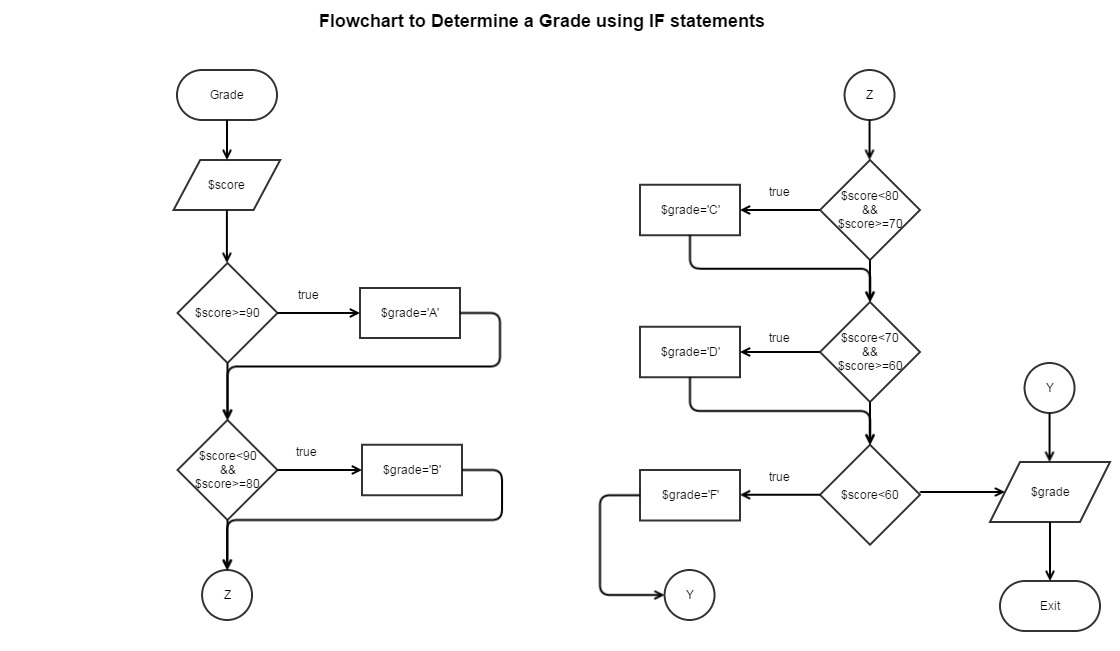 Flowchart to Determine a Grade using IF statements
Grade
$score
$score>=90
true
$grade='A'
$score<90
&&
$score>=80
true
$grade='B'
Z
Z
$score<80
&&
$score>=70
true
$grade='C'
$score<70
&&
$score>=60
true
$grade='D'
$score<60
true
$grade='F'
Y
Y
$grade
Exit